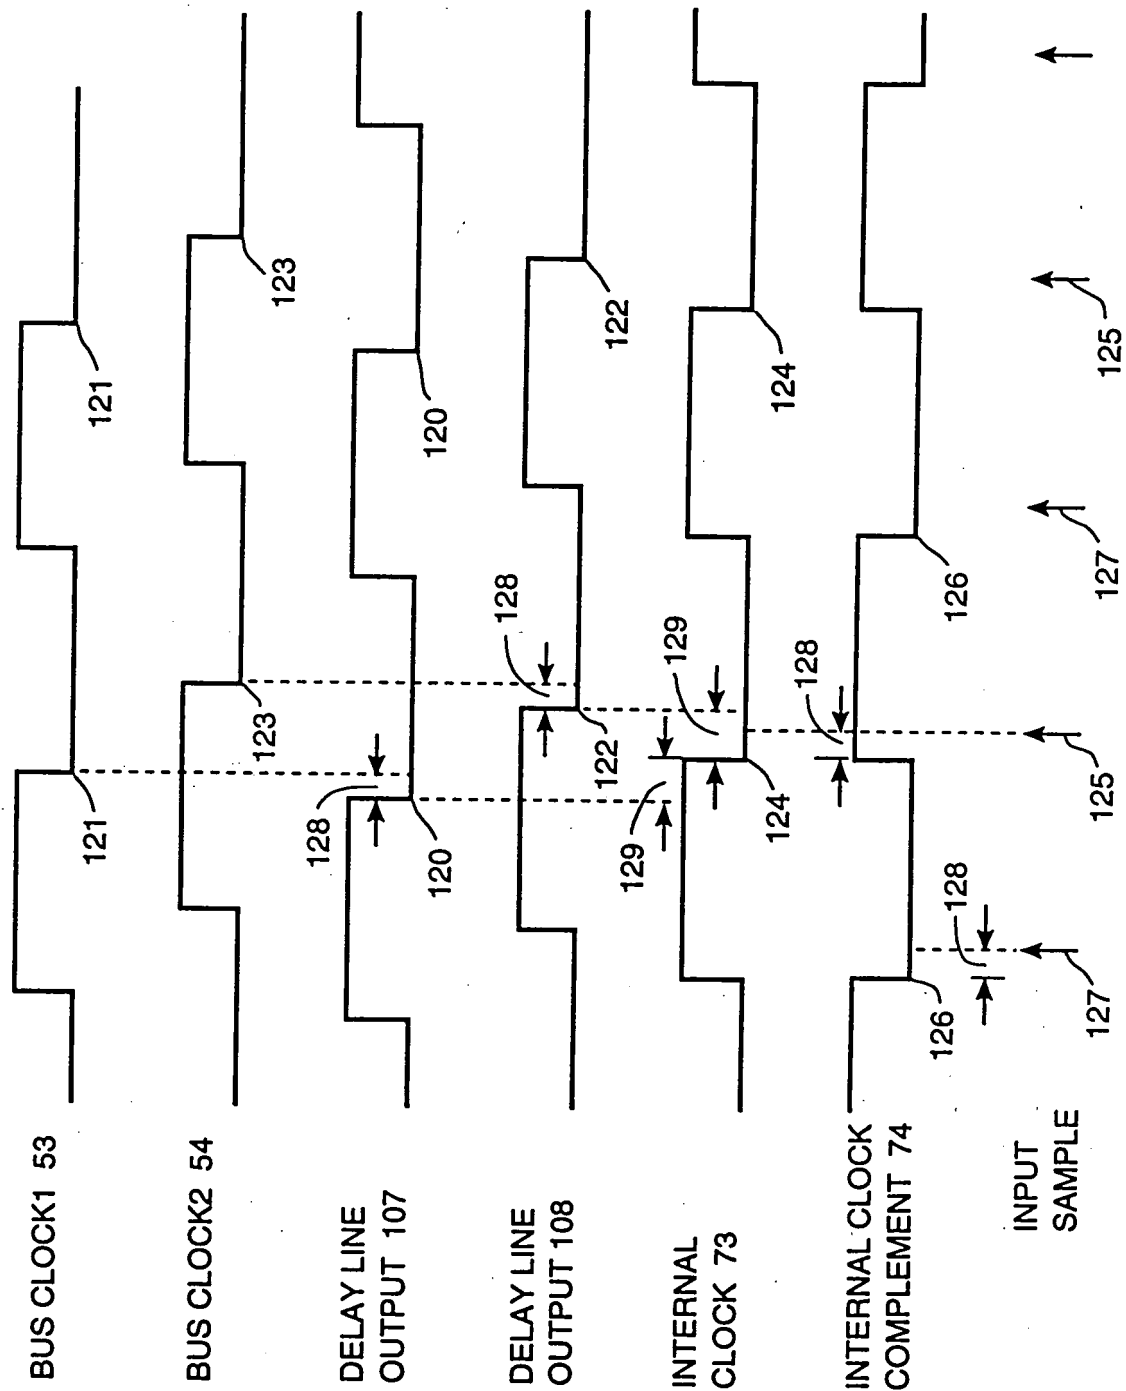 BUS CLOCK1 53
121
121
BUS CLOCK2 54
123
123
DELAY LINE
OUTPUT 107
128
120
120
DELAY LINE
OUTPUT 108
128
122
122
INTERNAL
CLOCK 73
129
129
124
124
INTERNAL CLOCK
COMPLEMENT 74
128
126
126
INPUT
SAMPLE
128
127
125
127
125